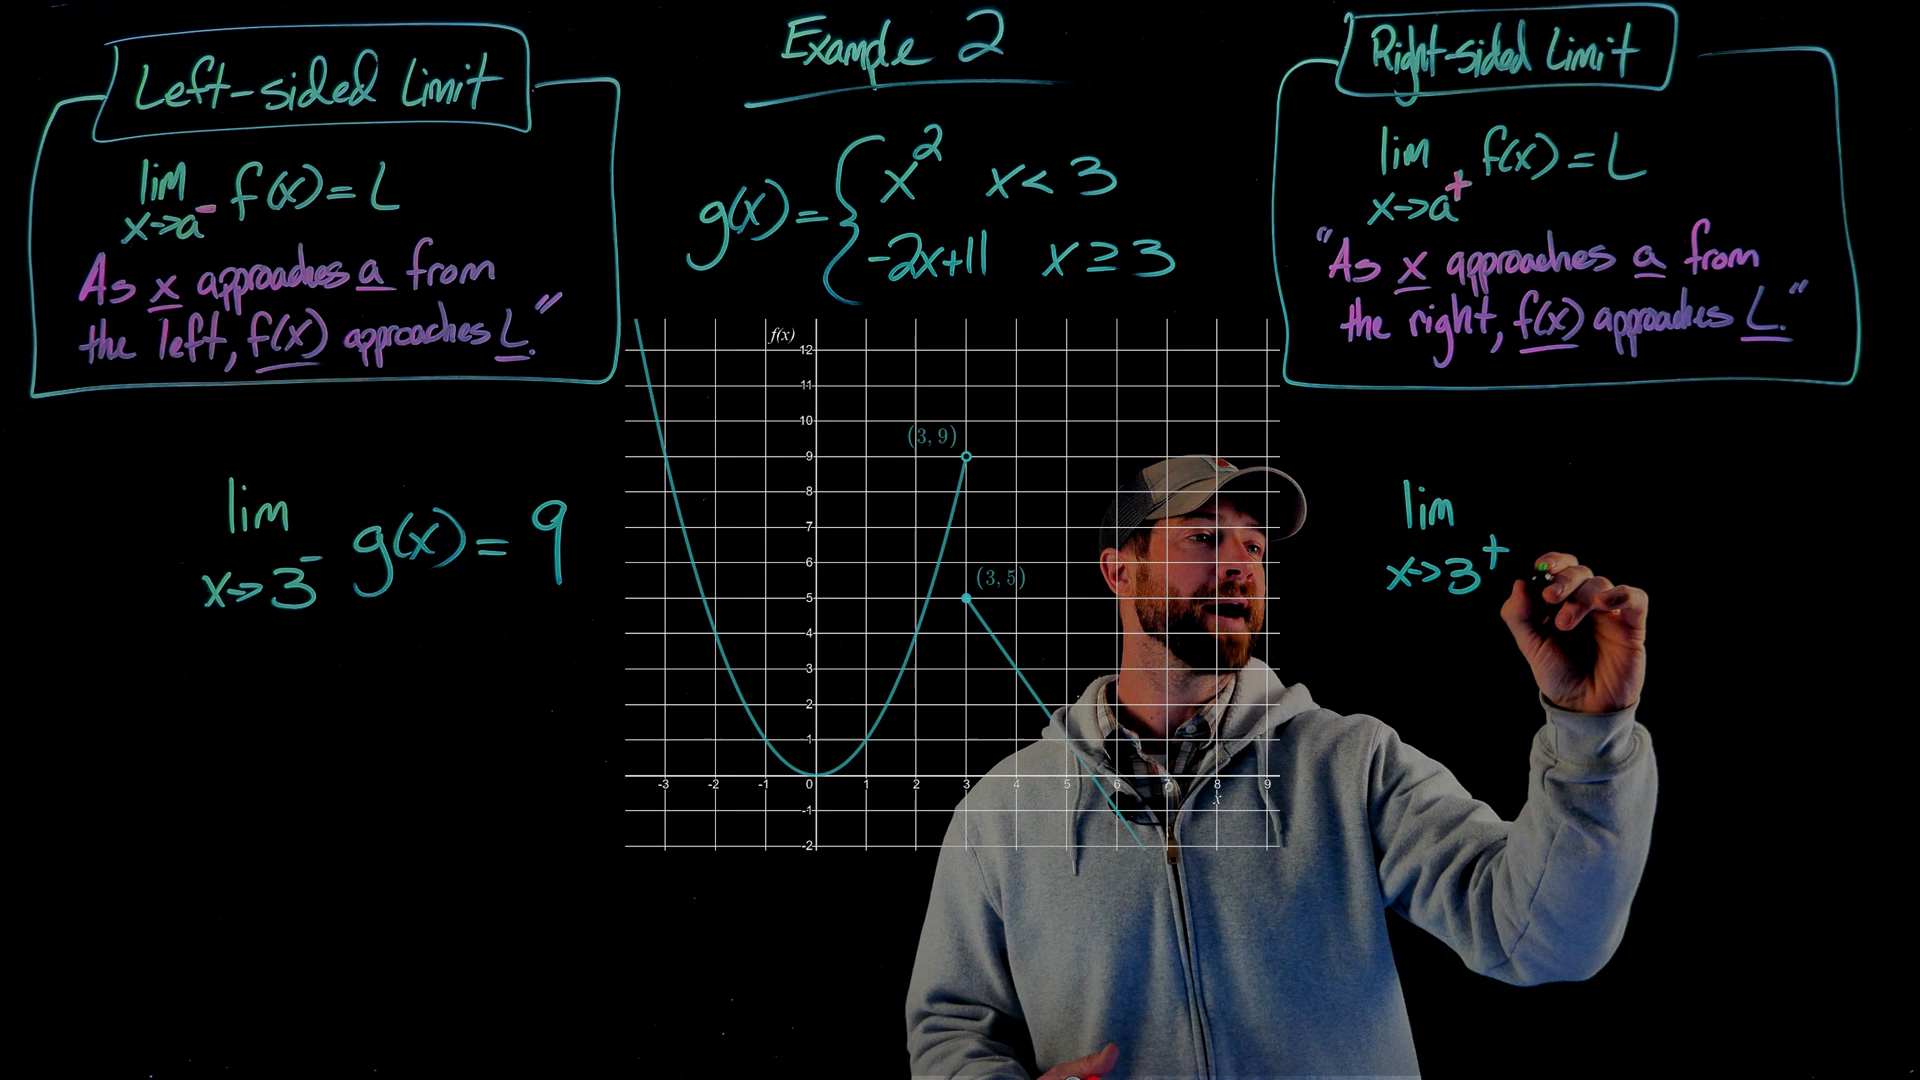 Left-sided Limit
lim
x->a⁻ f(x) = L
As x approaches a from
the left, f(x) approaches L."
Example 2
g(x) = { x² x < 3
-2x+11 x ≥ 3
Right-sided Limit
lim
x->a⁺ f(x) = L
"As x approaches a from
the right, f(x) approaches L."
f(x)
12
11
10
9
8
7
6
5
4
3
2
1
-1
-2
-3 -2 -1 0 1 2 3 4 5 6 7 8 9
x
(3, 9)
(3, 5)
lim
x->3⁻ g(x) = 9
lim
x->3⁺